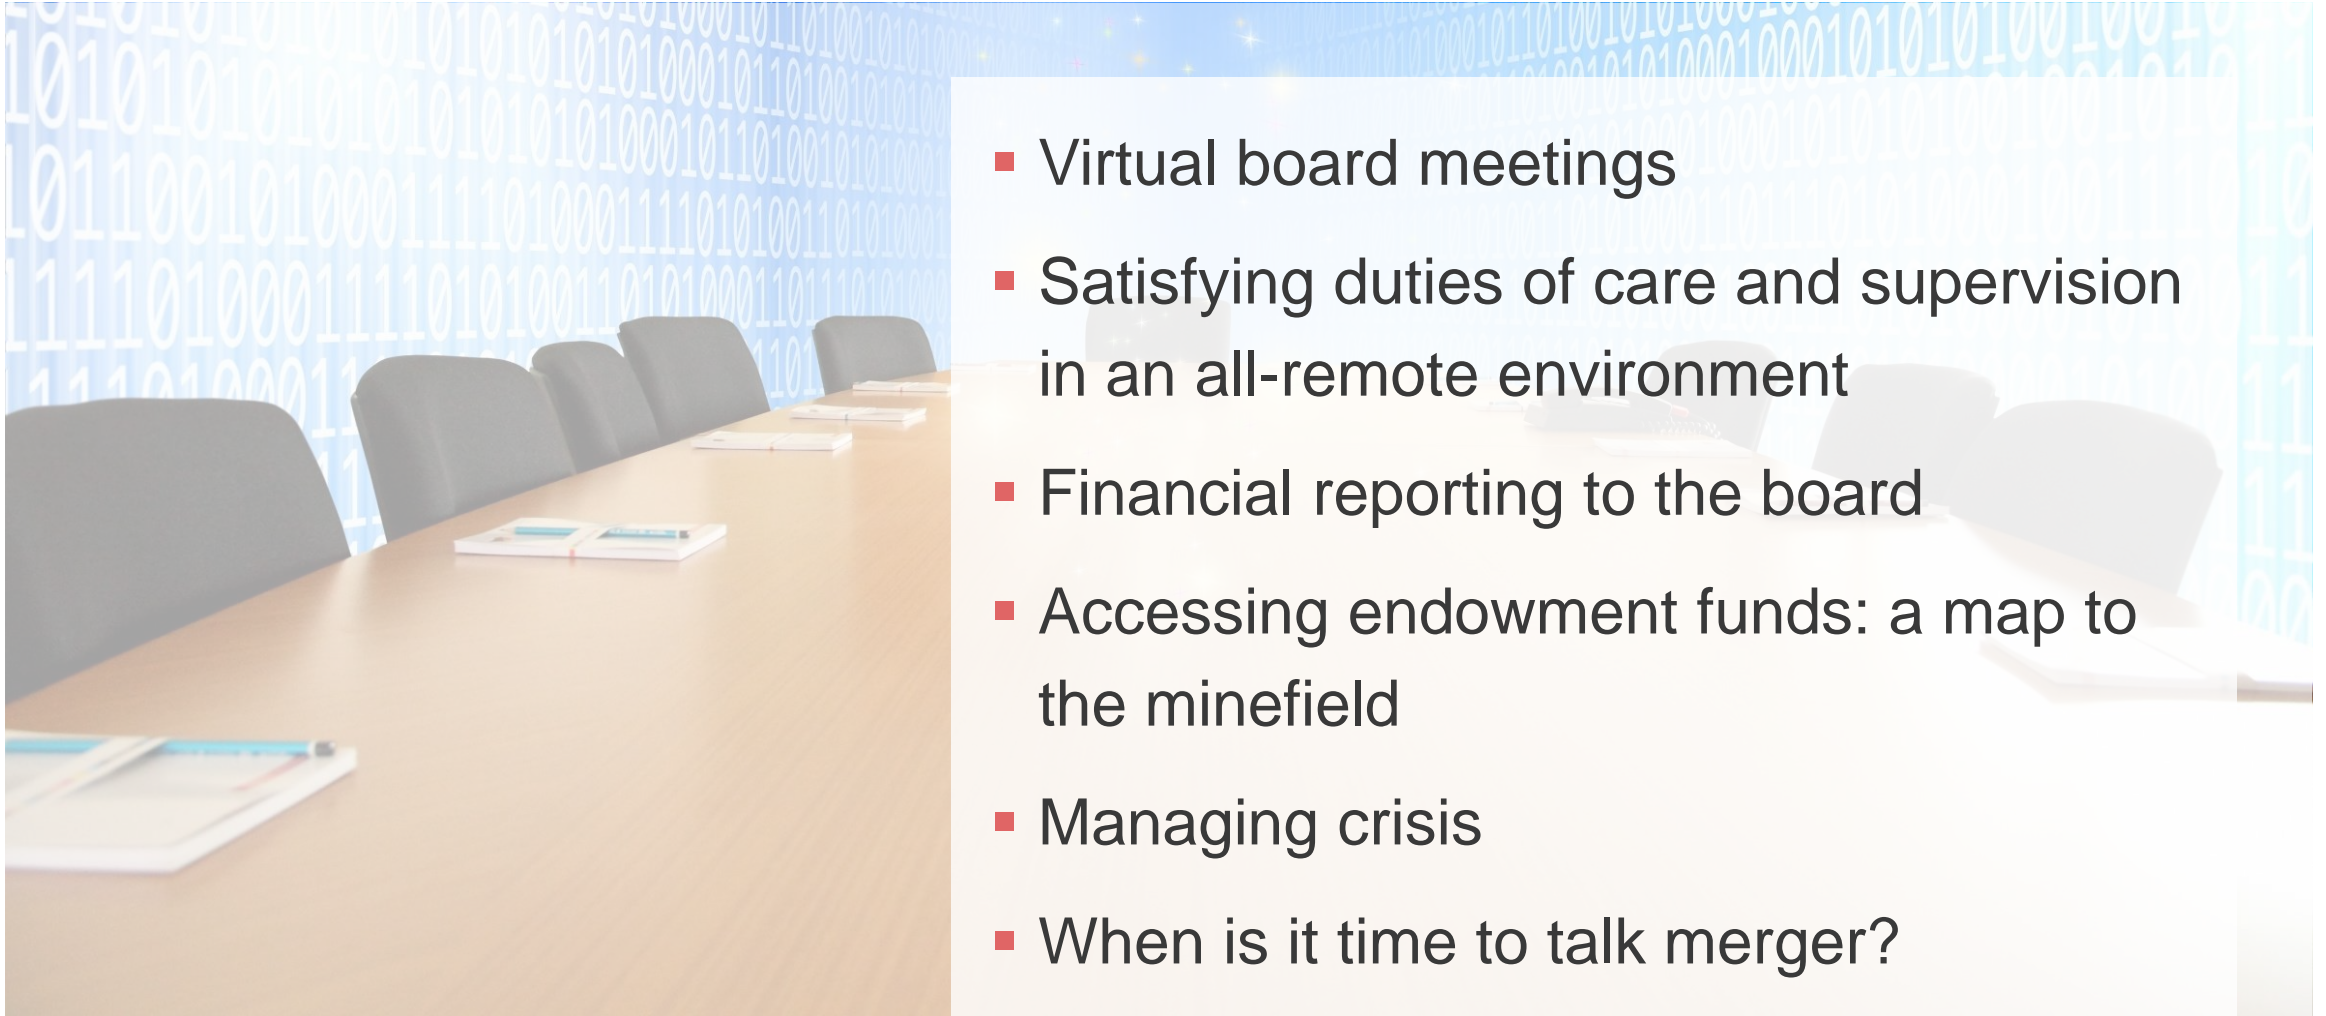 ▪ Virtual board meetings
▪ Satisfying duties of care and supervision
in an all-remote environment
▪ Financial reporting to the board
▪ Accessing endowment funds: a map to
the minefield
▪ Managing crisis
▪ When is it time to talk merger?